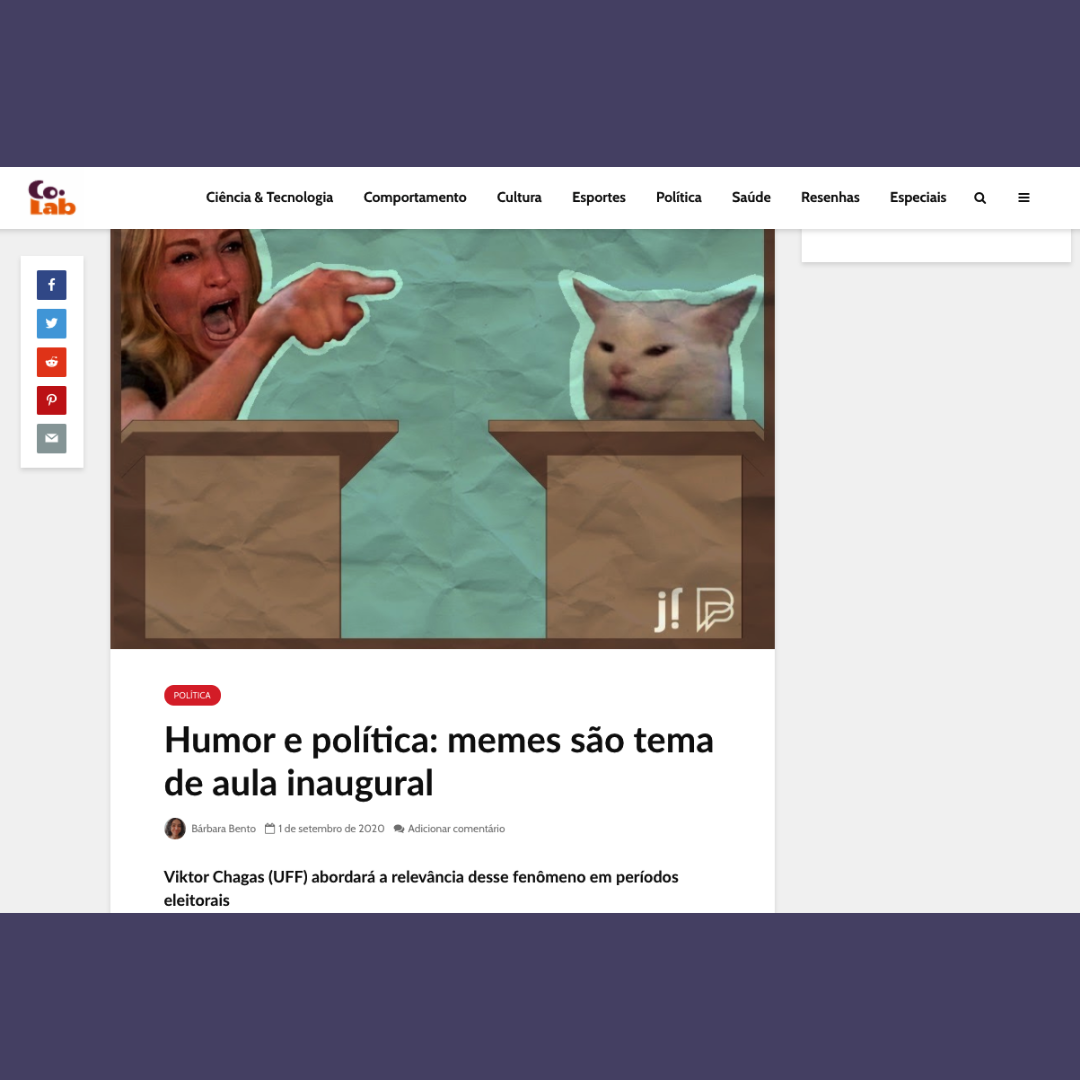 Co.
Lab
Ciência & Tecnologia Comportamento Cultura Esportes Política Saúde Resenhas Especiais
POLÍTICA
Humor e política: memes são tema
de aula inaugural
Bárbara Bento 1 de setembro de 2020 Adicionar comentário
Viktor Chagas (UFF) abordará a relevância desse fenômeno em períodos
eleitorais